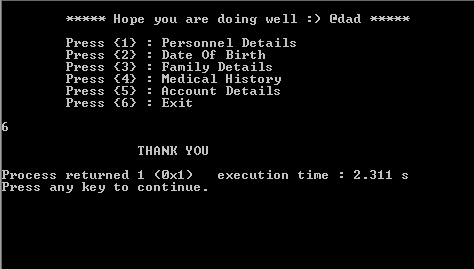 ***** Hope you are doing well :) @dad *****
Press {1} : Personnel Details
Press {2} : Date Of Birth
Press {3} : Family Details
Press {4} : Medical History
Press {5} : Account Details
Press {6} : Exit
6
THANK YOU
Process returned 1 (0x1)   execution time : 2.311 s
Press any key to continue.